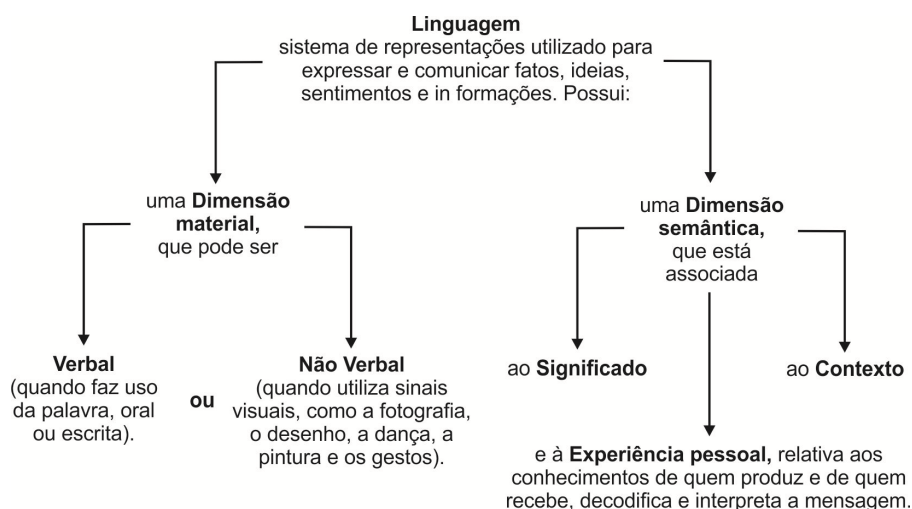 Linguagem
sistema de representações utilizado para
expressar e comunicar fatos, ideias,
sentimentos e in formações. Possui:
uma Dimensão
material,
que pode ser
uma Dimensão
semântica,
que está
associada
Verbal
(quando faz uso
da palavra, oral
ou escrita).
ou
Não Verbal
(quando utiliza sinais
visuais, como a fotografia,
o desenho, a dança, a
pintura e os gestos).
ao Significado
ao Contexto
e à Experiência pessoal, relativa aos
conhecimentos de quem produz e de quem
recebe, decodifica e interpreta a mensagem.